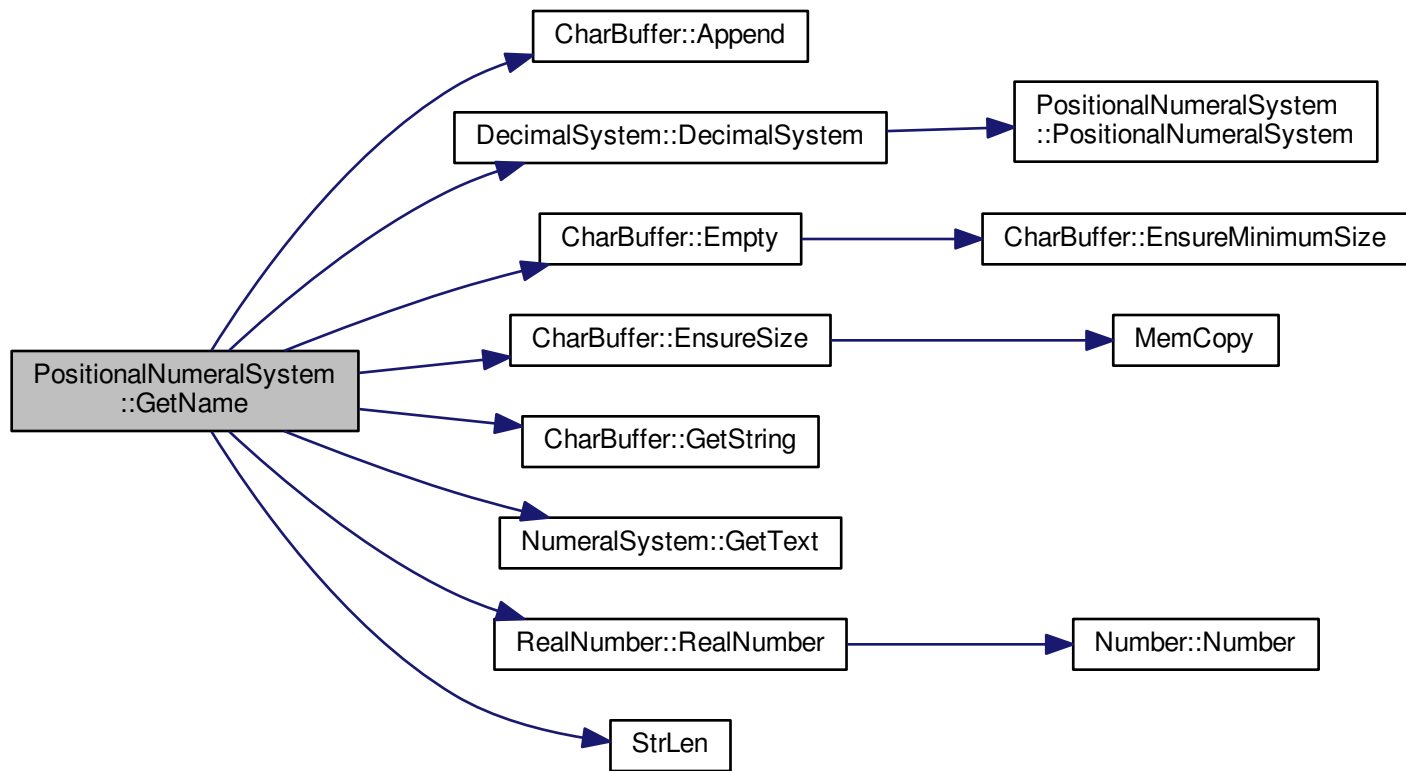 CharBuffer::Append
DecimalSystem::DecimalSystem
PositionalNumeralSystem
::PositionalNumeralSystem
CharBuffer::Empty
CharBuffer::EnsureMinimumSize
CharBuffer::EnsureSize
MemCopy
PositionalNumeralSystem
::GetName
CharBuffer::GetString
NumeralSystem::GetText
RealNumber::RealNumber
Number::Number
StrLen